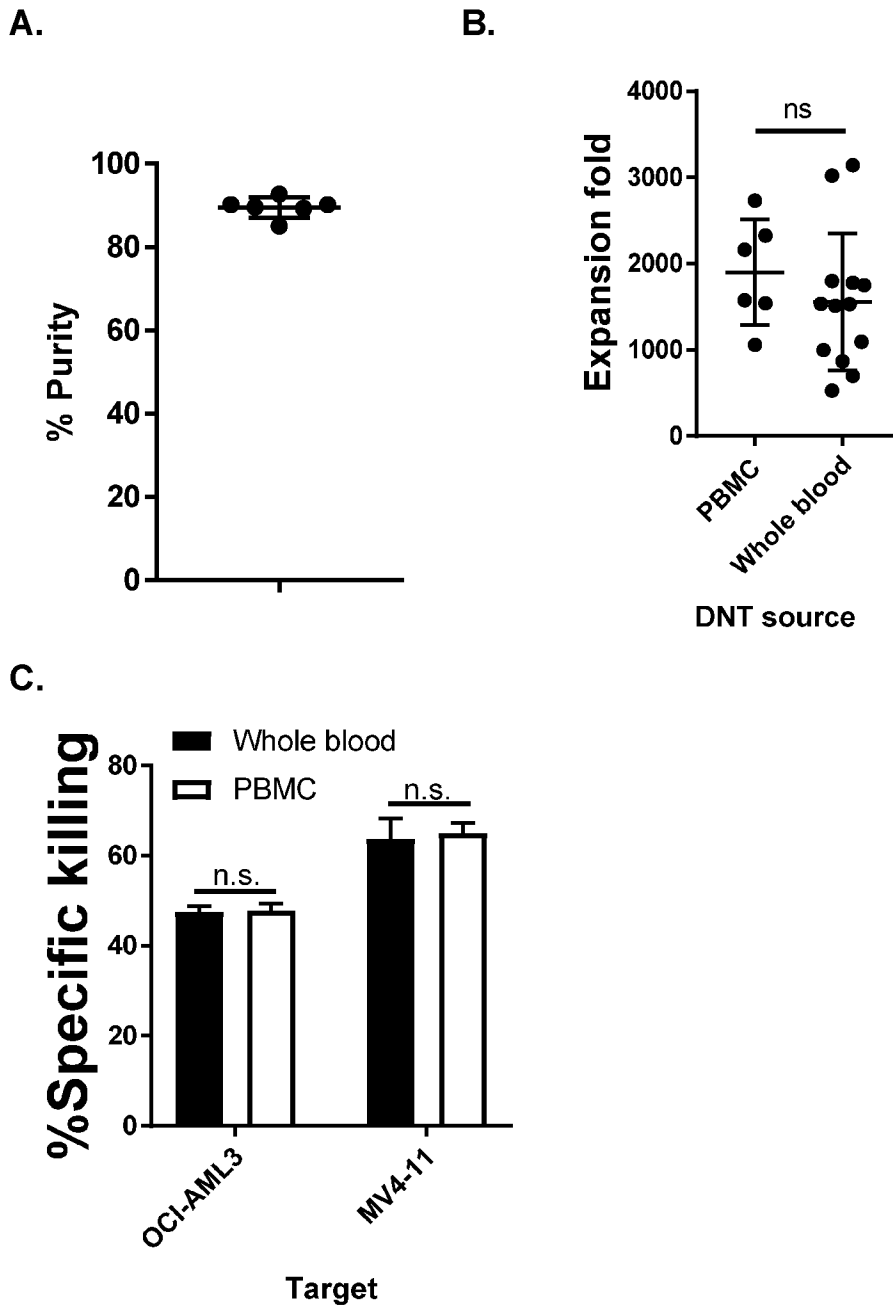 A.
% Purity
100
80
60
40
20
0
B.
Expansion fold
4000
3000
2000
1000
0
ns
PBMC
Whole blood
DNT source
C.
%Specific killing
80
60
40
20
0
Whole blood
PBMC
n.s.
n.s.
OCI-AML3
MV4-11
Target